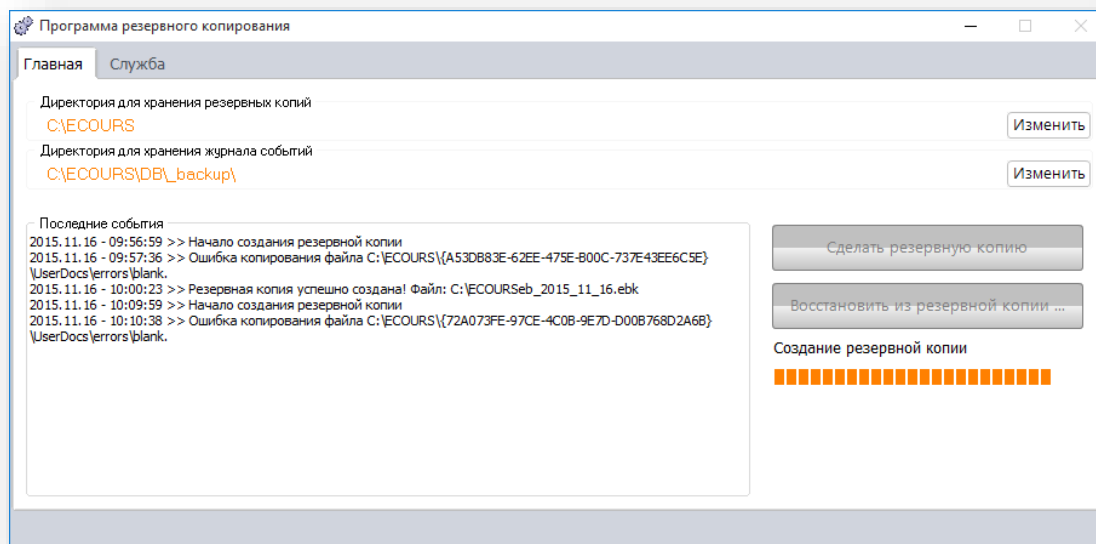 Программа резервного копирования
Главная Служба
Директория для хранения резервных копий
C:\ECOURS
Изменить
Директория для хранения журнала событий
C:\ECOURS\DB\_backup\
Изменить
Последние события
2015.11.16 - 09:56:59 >> Начало создания резервной копии
2015.11.16 - 09:57:36 >> Ошибка копирования файла C:\ECOURS\{A53DB83E-62EE-475E-B00C-737E43EE6C5E}
\UserDocs\errors\blank.
2015.11.16 - 10:00:23 >> Резервная копия успешно создана! Файл: C:\ECOURSeb_2015_11_16.ebk
2015.11.16 - 10:09:59 >> Начало создания резервной копии
2015.11.16 - 10:10:38 >> Ошибка копирования файла C:\ECOURS\{72A073FE-97CE-4C0B-9E7D-D00B768D2A6B}
\UserDocs\errors\blank.
Сделать резервную копию
Восстановить из резервной копии ...
Создание резервной копии